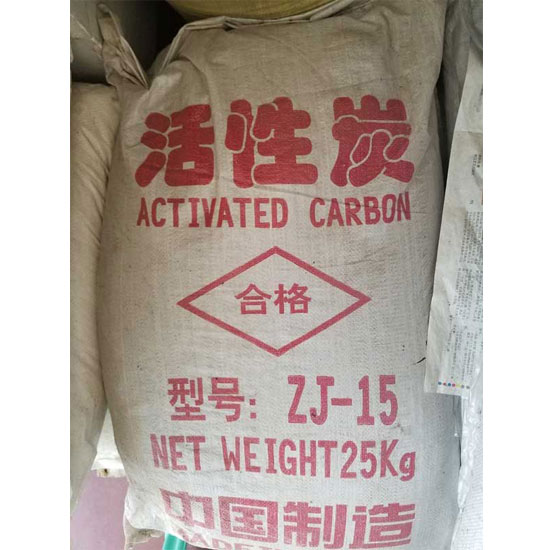 活性炭
ACTIVATED CARBON
合格
型号: ZJ-15
NET WEIGHT25Kg
中国制造